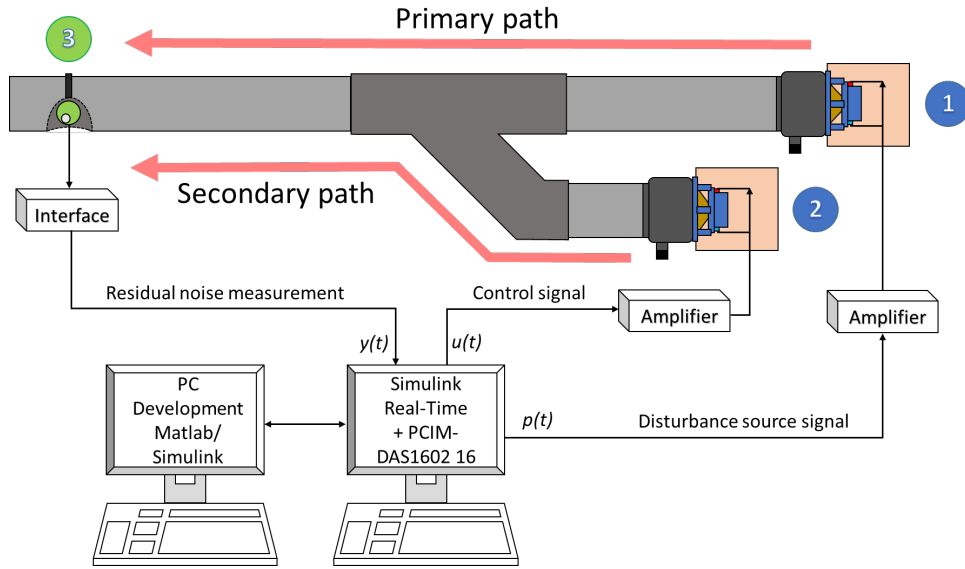 Primary path
3
1
Secondary path
2
Interface
Residual noise measurement
Control signal
Amplifier
Amplifier
y(t)
u(t)
PC
Development
Matlab/
Simulink
Simulink
Real-Time
+ PCIM-
DAS1602 16
p(t)
Disturbance source signal